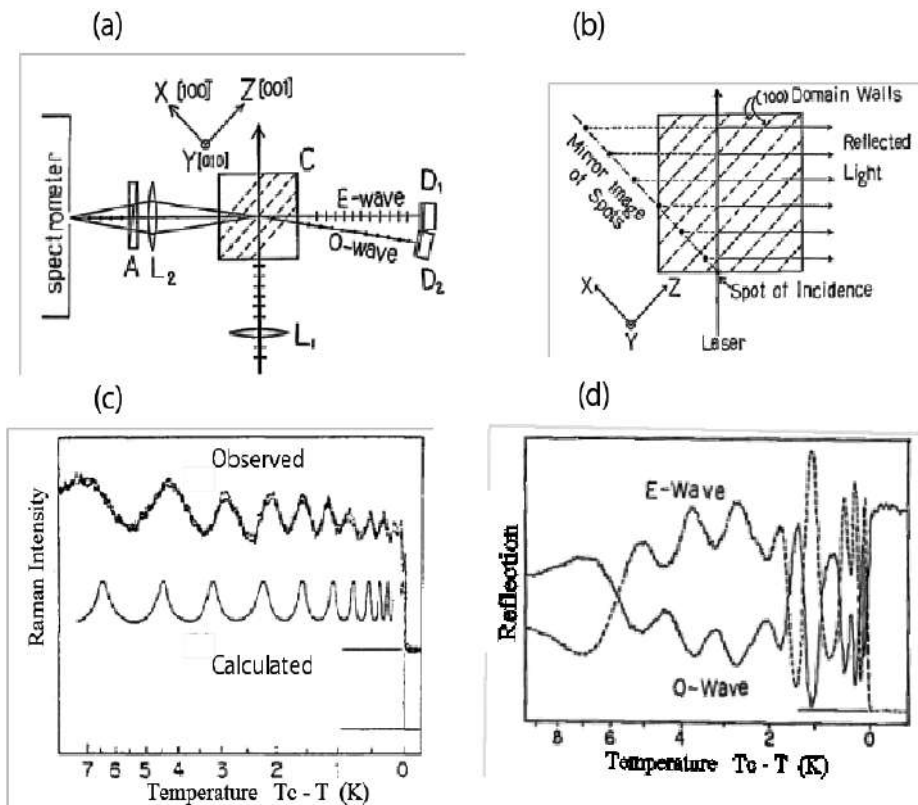 (a)
X [100]
Z [001]
Y [010]
C
E-wave
O-wave
D1
D2
A
L2
L1
spectrometer
(b)
(100) Domain Walls
Reflected
Light
Mirror Image
of Spots
Spot of Incidence
X
Z
Y
Laser
(c)
Observed
Calculated
Raman Intensity
7 6 5 4 3 2 1 0
Temperature Tc - T (K)
(d)
E-Wave
O-Wave
Reflection
8 6 4 2 1 0
Temperature Tc - T (K)